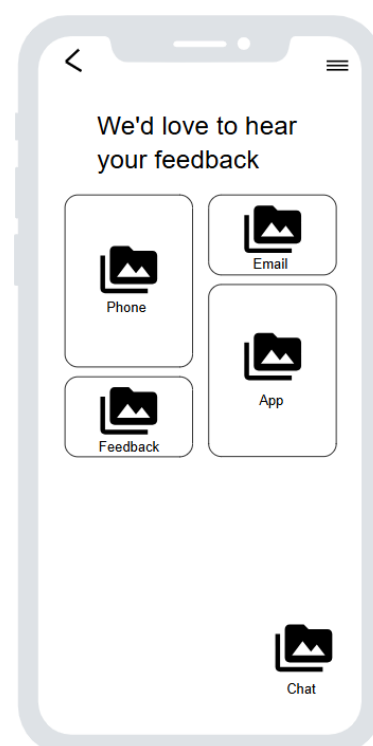 We'd love to hear
your feedback
Phone
Email
App
Feedback
Chat